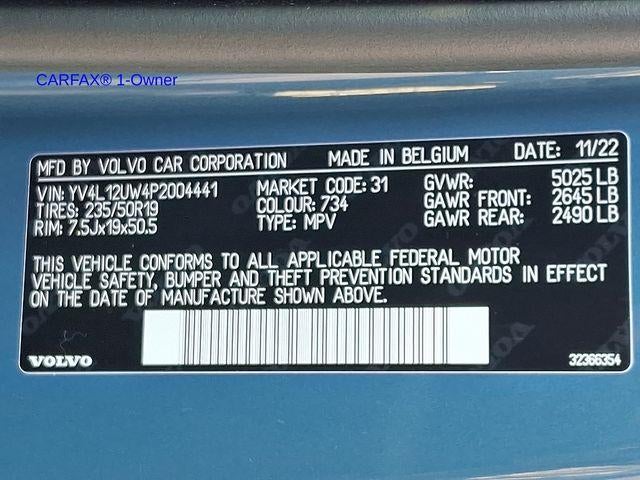 CARFAX® 1-Owner
MFD BY VOLVO CAR CORPORATION MADE IN BELGIUM 11/22
VIN: YV4L12UW4P2004441 MARKET CODE: 31 GVWR: 5025 LB
TIRES: 235/50R19 COLOUR: 734 GAWR FRONT: 2645 LB
RIM: 7.5Jx19x50.5 TYPE: MPV GAWR REAR: 2490 LB
THIS VEHICLE CONFORMS TO ALL APPLICABLE FEDERAL MOTOR
VEHICLE SAFETY, BUMPER AND THEFT PREVENTION STANDARDS IN EFFECT
ON THE DATE OF MANUFACTURE SHOWN ABOVE.
VOLVO 32366354